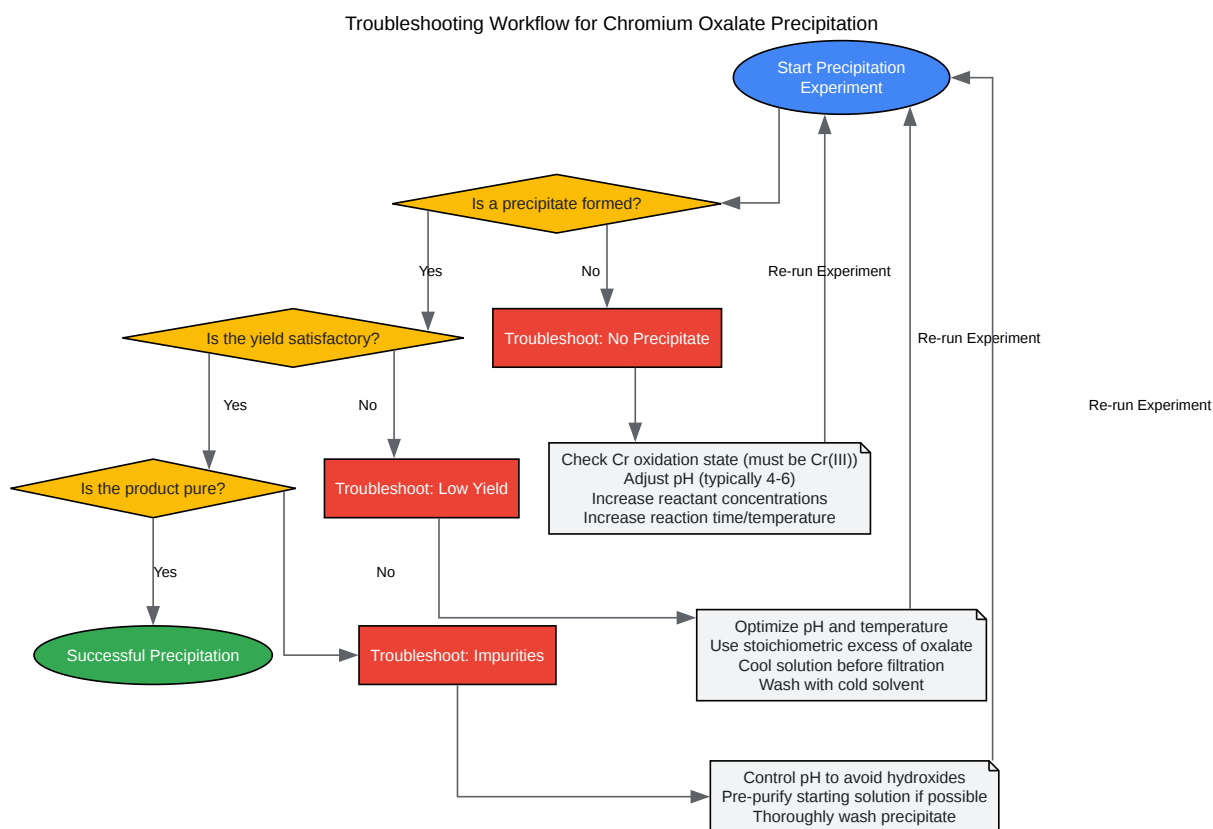 Troubleshooting Workflow for Chromium Oxalate Precipitation
Start Precipitation
Experiment
Is a precipitate formed?
Yes
No
Re-run Experiment
Is the yield satisfactory?
Troubleshoot: No Precipitate
Re-run Experiment
Yes
No
Re-run Experiment
Check Cr oxidation state (must be Cr(III))
Adjust pH (typically 4-6)
Increase reactant concentrations
Increase reaction time/temperature
Is the product pure?
Troubleshoot: Low Yield
Yes
No
Successful Precipitation
Troubleshoot: Impurities
Optimize pH and temperature
Use stoichiometric excess of oxalate
Cool solution before filtration
Wash with cold solvent
Control pH to avoid hydroxides
Pre-purify starting solution if possible
Thoroughly wash precipitate